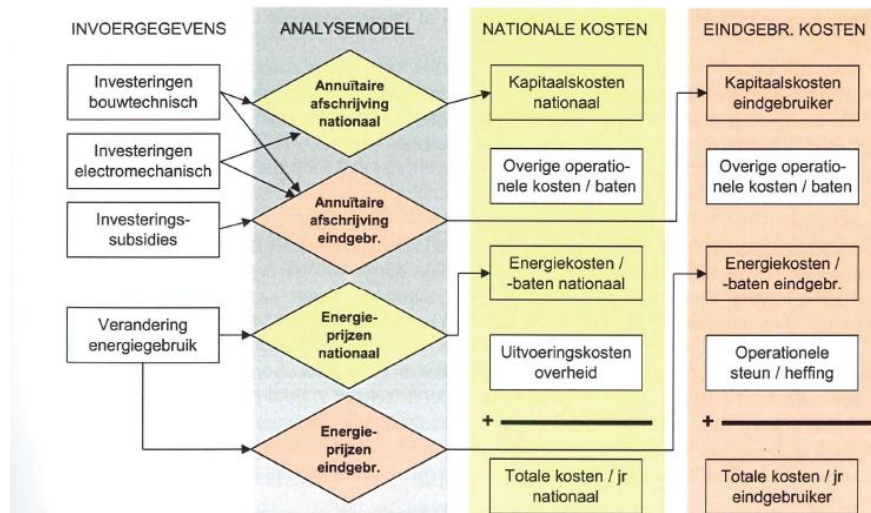 INVOERGEGEVENS
ANALYSEMODEL
NATIONALE KOSTEN
EINDGEBR. KOSTEN
Investeringen
bouwtechnisch
Investeringen
electromechanisch
Investerings-
subsidies
Verandering
energiegebruik
Annuïtaire
afschrijving
nationaal
Annuïtaire
afschrijving
eindgebr.
Energie-
prijzen
nationaal
Energie-
prijzen
eindgebr.
Kapitaalskosten
nationaal
Overige operatio-
nele kosten / baten
Energiekosten /
-baten nationaal
Uitvoeringskosten
overheid
+
Totale kosten / jr
nationaal
Kapitaalskosten
eindgebruiker
Overige operatio-
nele kosten / baten
Energiekosten /
-baten eindgebr.
Operationele
steun / heffing
+
Totale kosten / jr
eindgebruiker